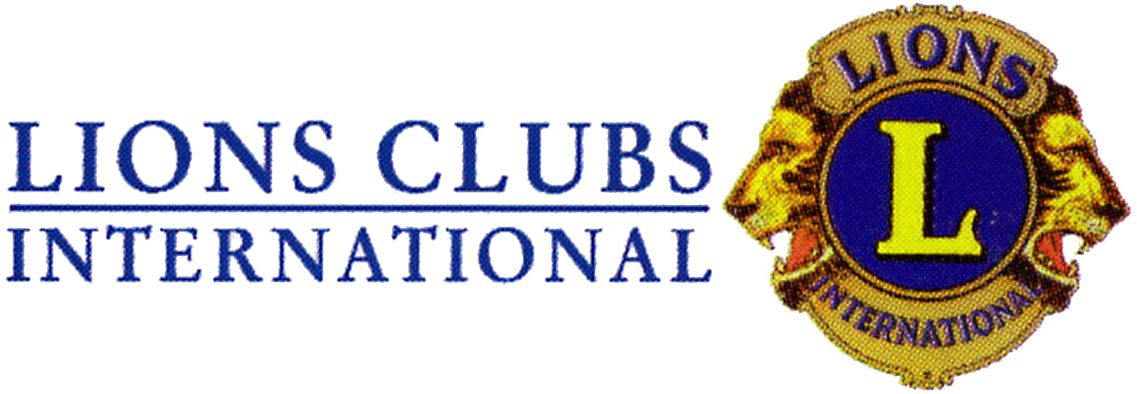 LIONS CLUBS
INTERNATIONAL
LIONS
L
INTERNATIONAL